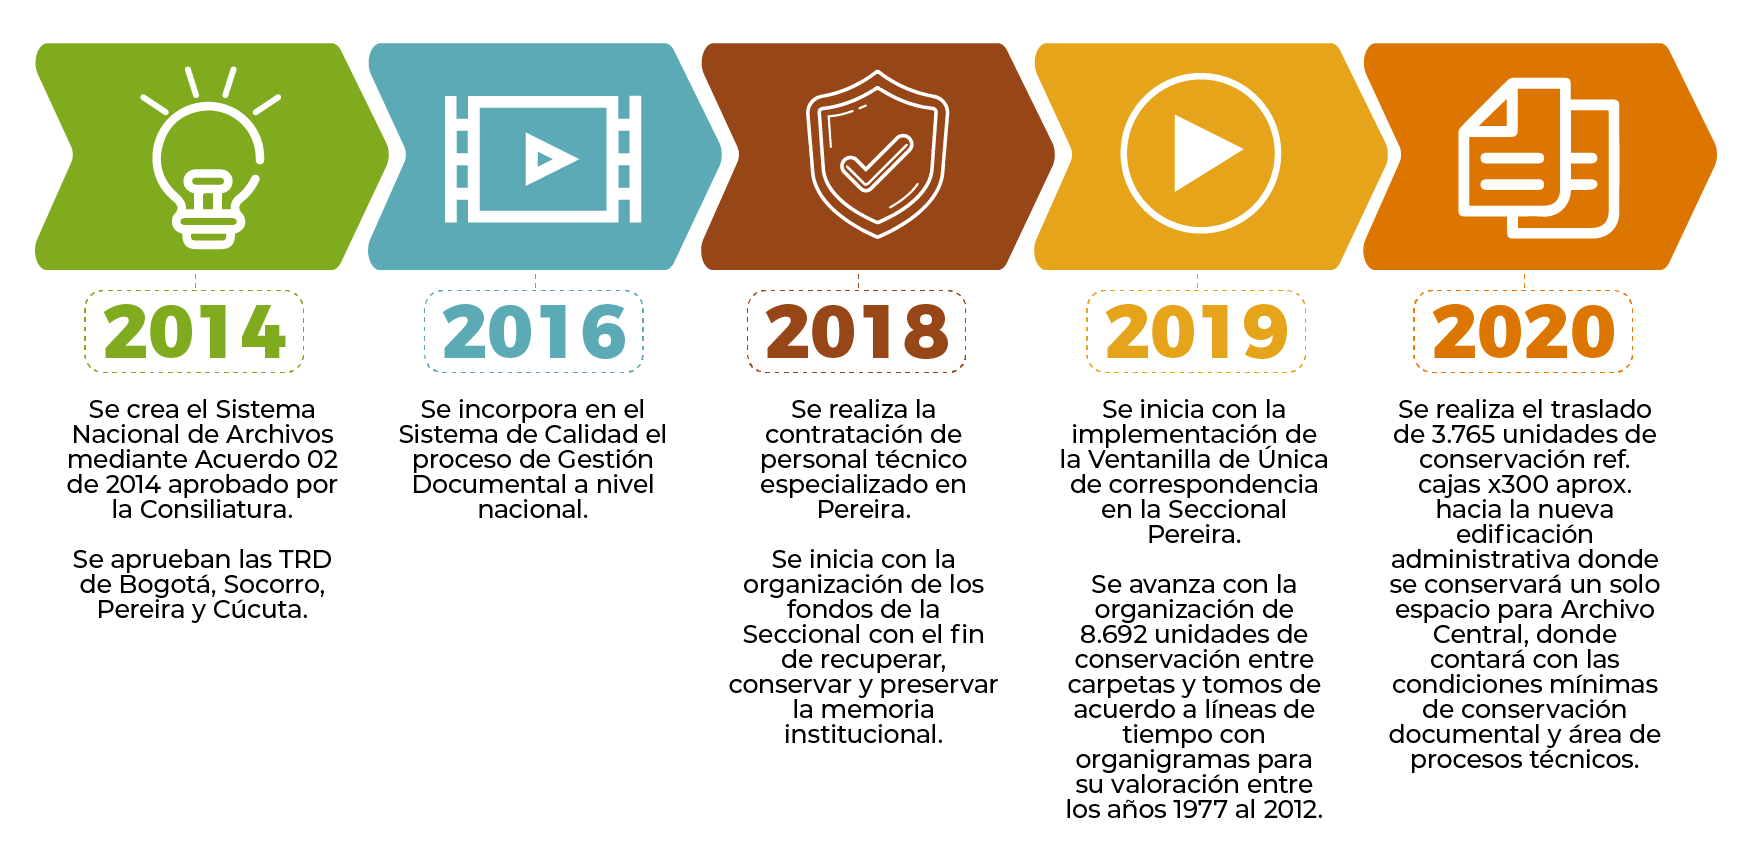 2014
Se crea el Sistema
Nacional de Archivos
mediante Acuerdo 02
de 2014 aprobado por
la Consiliatura.
Se aprueban las TRD
de Bogotá, Socorro,
Pereira y Cúcuta.
2016
Se incorpora en el
Sistema de Calidad el
proceso de Gestión
Documental a nivel
nacional.
2018
Se realiza la
contratación de
personal técnico
especializado en
Pereira.
Se inicia con la
organización de los
fondos de la
Seccional con el fin
de recuperar,
conservar y preservar
la memoria
institucional.
2019
Se inicia con la
implementación de
la Ventanilla de Única
de correspondencia
en la Seccional
Pereira.
Se avanza con la
organización de
8.692 unidades de
conservación entre
carpetas y tomos de
acuerdo a líneas de
tiempo con
organigramas para
su valoración entre
los años 1977 al 2012.
2020
Se realiza el traslado
de 3.765 unidades de
conservación ref.
cajas x300 aprox.
hacia la nueva
edificación
administrativa donde
se conservará un solo
espacio para Archivo
Central, donde
contará con las
condiciones mínimas
de conservación
documental y área de
procesos técnicos.